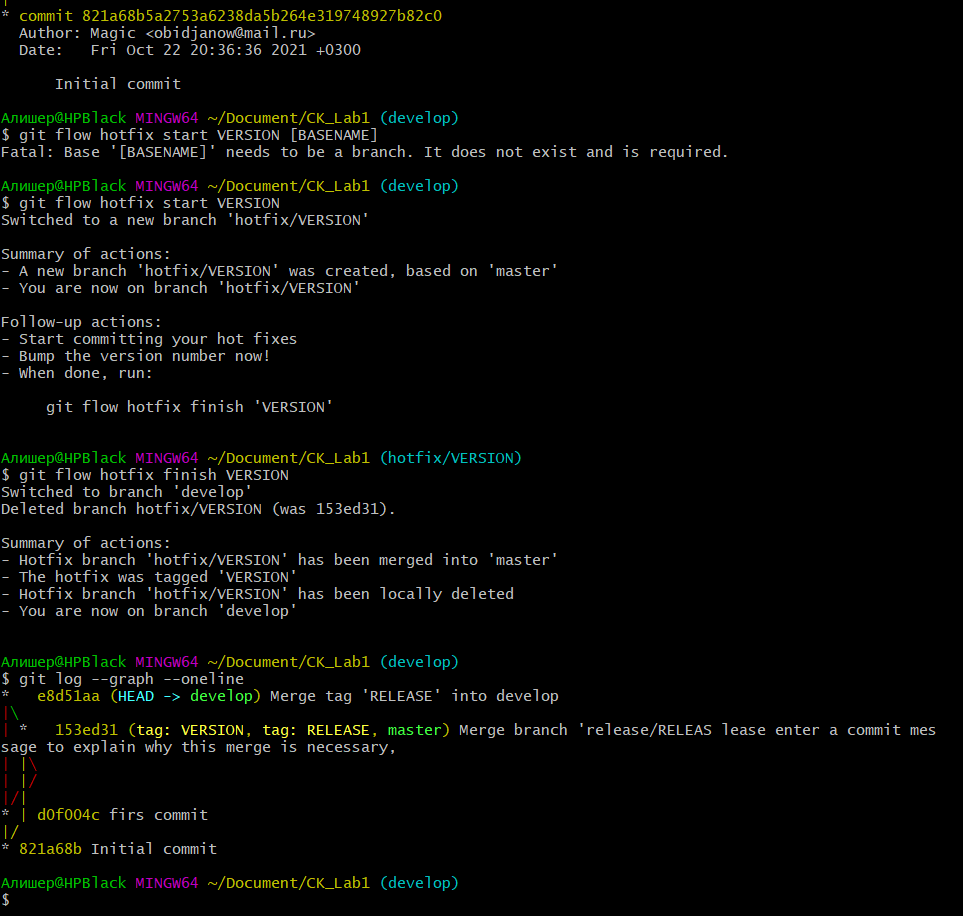 * commit 821a68b5a2753a6238da5b264e319748927b82c0
Author: Magic <obidjanow@mail.ru>
Date:   Fri Oct 22 20:36:36 2021 +0300
Initial commit
Алишер@HPBlack MINGW64 ~/Document/CK_Lab1 (develop)
$ git flow hotfix start VERSION [BASENAME]
Fatal: Base '[BASENAME]' needs to be a branch. It does not exist and is required.
Алишер@HPBlack MINGW64 ~/Document/CK_Lab1 (develop)
$ git flow hotfix start VERSION
Switched to a new branch 'hotfix/VERSION'
Summary of actions:
- A new branch 'hotfix/VERSION' was created, based on 'master'
- You are now on branch 'hotfix/VERSION'
Follow-up actions:
- Start committing your hot fixes
- Bump the version number now!
- When done, run:
git flow hotfix finish 'VERSION'
Алишер@HPBlack MINGW64 ~/Document/CK_Lab1 (hotfix/VERSION)
$ git flow hotfix finish VERSION
Switched to branch 'develop'
Deleted branch hotfix/VERSION (was 153ed31).
Summary of actions:
- Hotfix branch 'hotfix/VERSION' has been merged into 'master'
- The hotfix was tagged 'VERSION'
- Hotfix branch 'hotfix/VERSION' has been locally deleted
- You are now on branch 'develop'
Алишер@HPBlack MINGW64 ~/Document/CK_Lab1 (develop)
$ git log --graph --oneline
*   e8d51aa (HEAD -> develop) Merge tag 'RELEASE' into develop
|\
| *   153ed31 (tag: VERSION, tag: RELEASE, master) Merge branch 'release/RELEAS lease enter a commit mes
sage to explain why this merge is necessary,
| |\
| |/
|/|
* | d0f004c firs commit
|/
* 821a68b Initial commit
Алишер@HPBlack MINGW64 ~/Document/CK_Lab1 (develop)
$